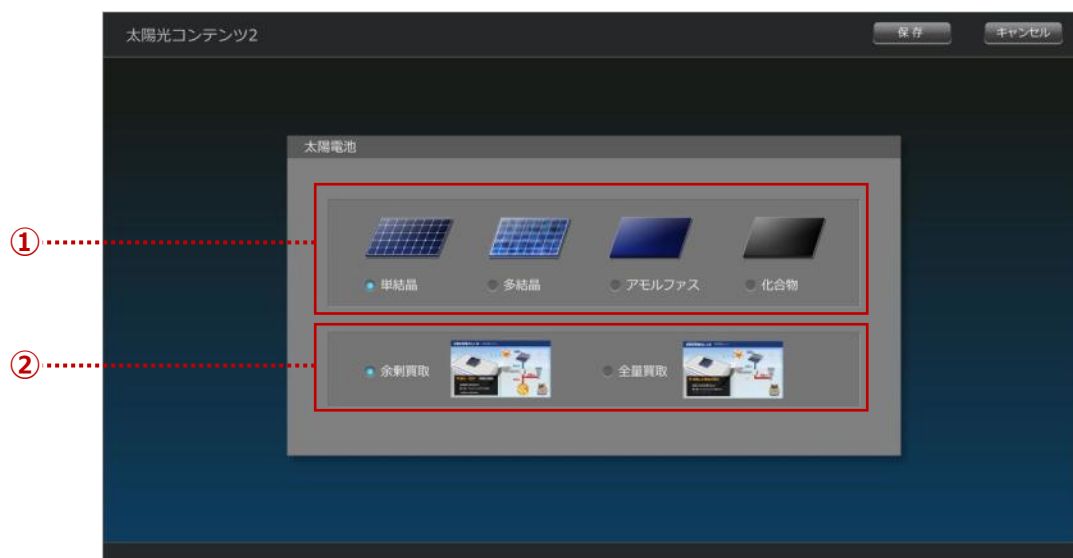 太陽光コンテンツ2
保存
キャンセル
太陽電池
①
単結晶
多結晶
アモルファス
化合物
②
余剰買取
全量買取